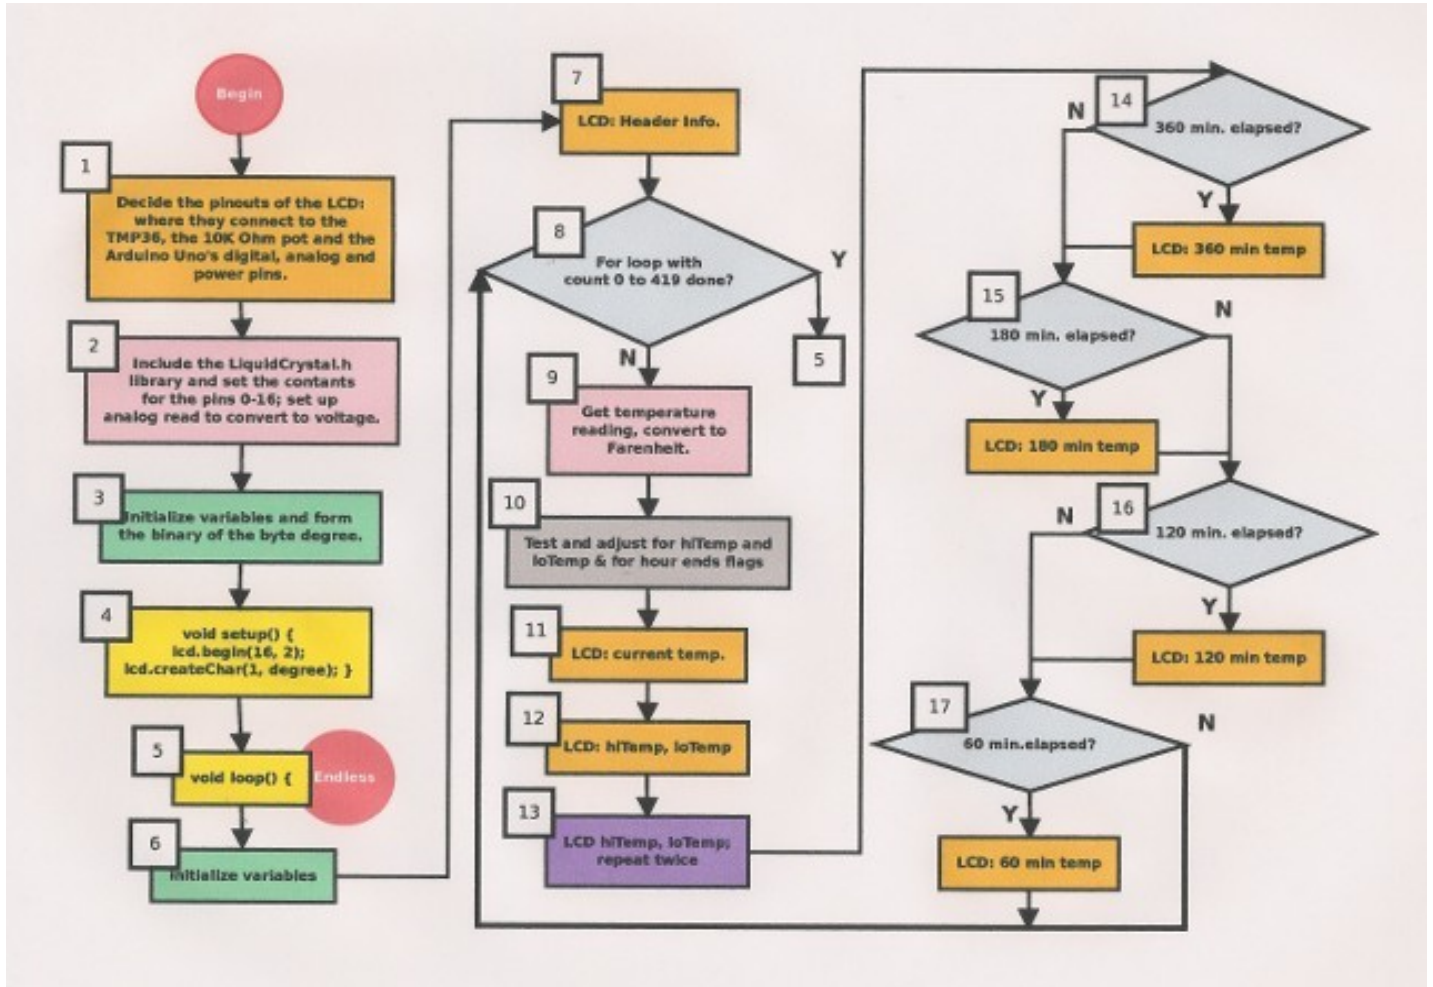 Begin
1
Decide the pinouts of the LCD:
where they connect to the
TMP36, the 10K Ohm pot and the
Arduino Uno's digital, analog and
power pins.
2
Include the LiquidCrystal.h
library and set the contants
for the pins 0-16; set up
analog read to convert to voltage.
3
Initialize variables and form
the binary of the byte degree.
4
void setup() {
lcd.begin(16, 2);
lcd.createChar(1, degree); }
5
void loop() {
Endless
6
Initialize variables
7
LCD: Header Info.
8
For loop with
count 0 to 419 done?
Y
5
N
9
Get temperature
reading, convert to
Farenheit.
10
Test and adjust for hiTemp and
loTemp & for hour ends flags
11
LCD: current temp.
12
LCD: hiTemp, loTemp
13
LCD hiTemp, loTemp;
repeat twice
14
N
360 min. elapsed?
Y
LCD: 360 min temp
15
N
180 min. elapsed?
Y
LCD: 180 min temp
16
N
120 min. elapsed?
Y
LCD: 120 min temp
17
N
60 min.elapsed?
Y
LCD: 60 min temp